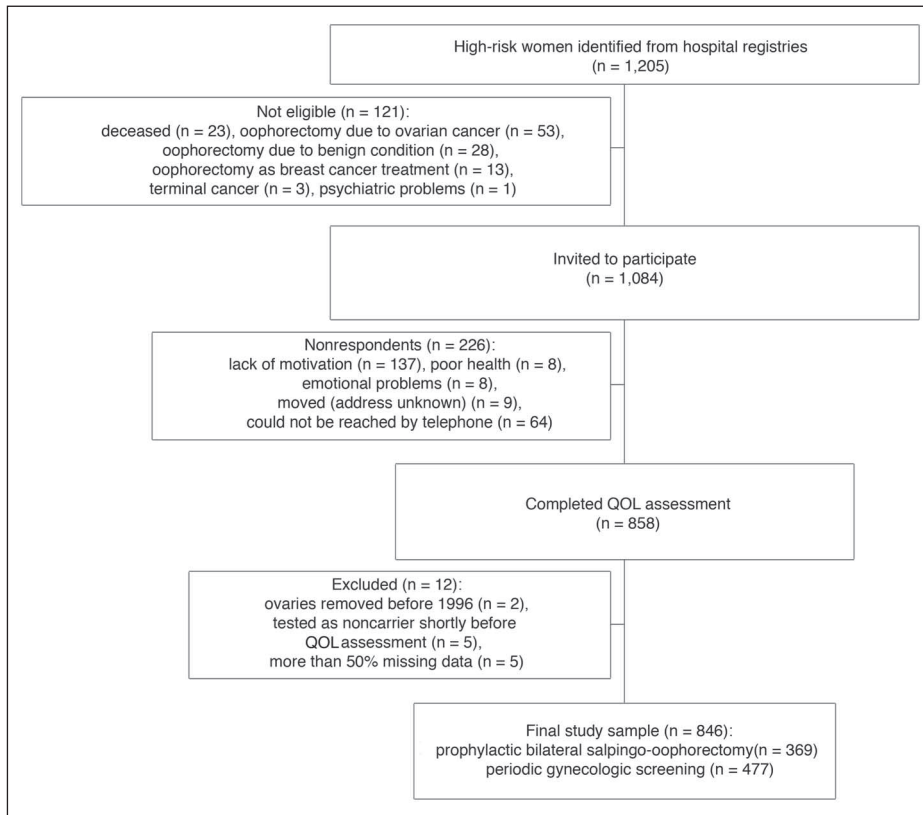 High-risk women identified from hospital registries
(n = 1,205)
Not eligible (n = 121):
deceased (n = 23), oophorectomy due to ovarian cancer (n = 53),
oophorectomy due to benign condition (n = 28),
oophorectomy as breast cancer treatment (n = 13),
terminal cancer (n = 3), psychiatric problems (n = 1)
Invited to participate
(n = 1,084)
Nonrespondents (n = 226):
lack of motivation (n = 137), poor health (n = 8),
emotional problems (n = 8),
moved (address unknown) (n = 9),
could not be reached by telephone (n = 64)
Completed QOL assessment
(n = 858)
Excluded (n = 12):
ovaries removed before 1996 (n = 2),
tested as noncarrier shortly before
QOL assessment (n = 5),
more than 50% missing data (n = 5)
Final study sample (n = 846):
prophylactic bilateral salpingo-oophorectomy(n = 369)
periodic gynecologic screening (n = 477)